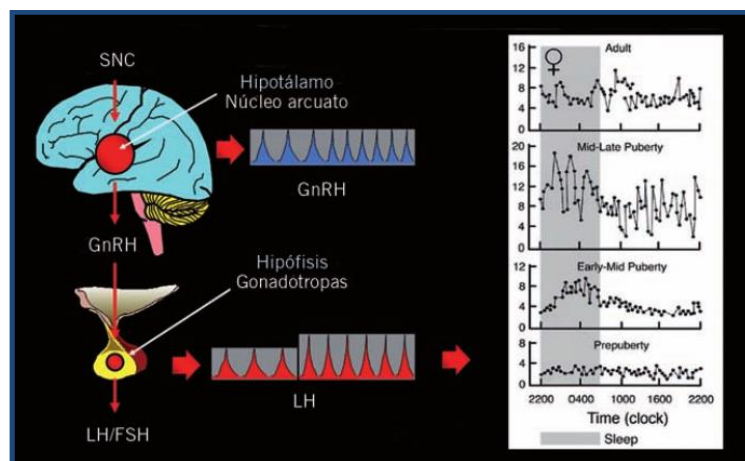 SNC
Hipotálamo
Núcleo arcuato
GnRH
GnRH
Hipófisis
Gonadotropas
LH
LH/FSH
Adult
16
12
8
4
0
Mid-Late Puberty
20
16
12
8
4
0
Early-Mid Puberty
12
8
4
0
Prepuberty
8
4
0
2200 0400 1000 1600 2200
Time (clock)
Sleep